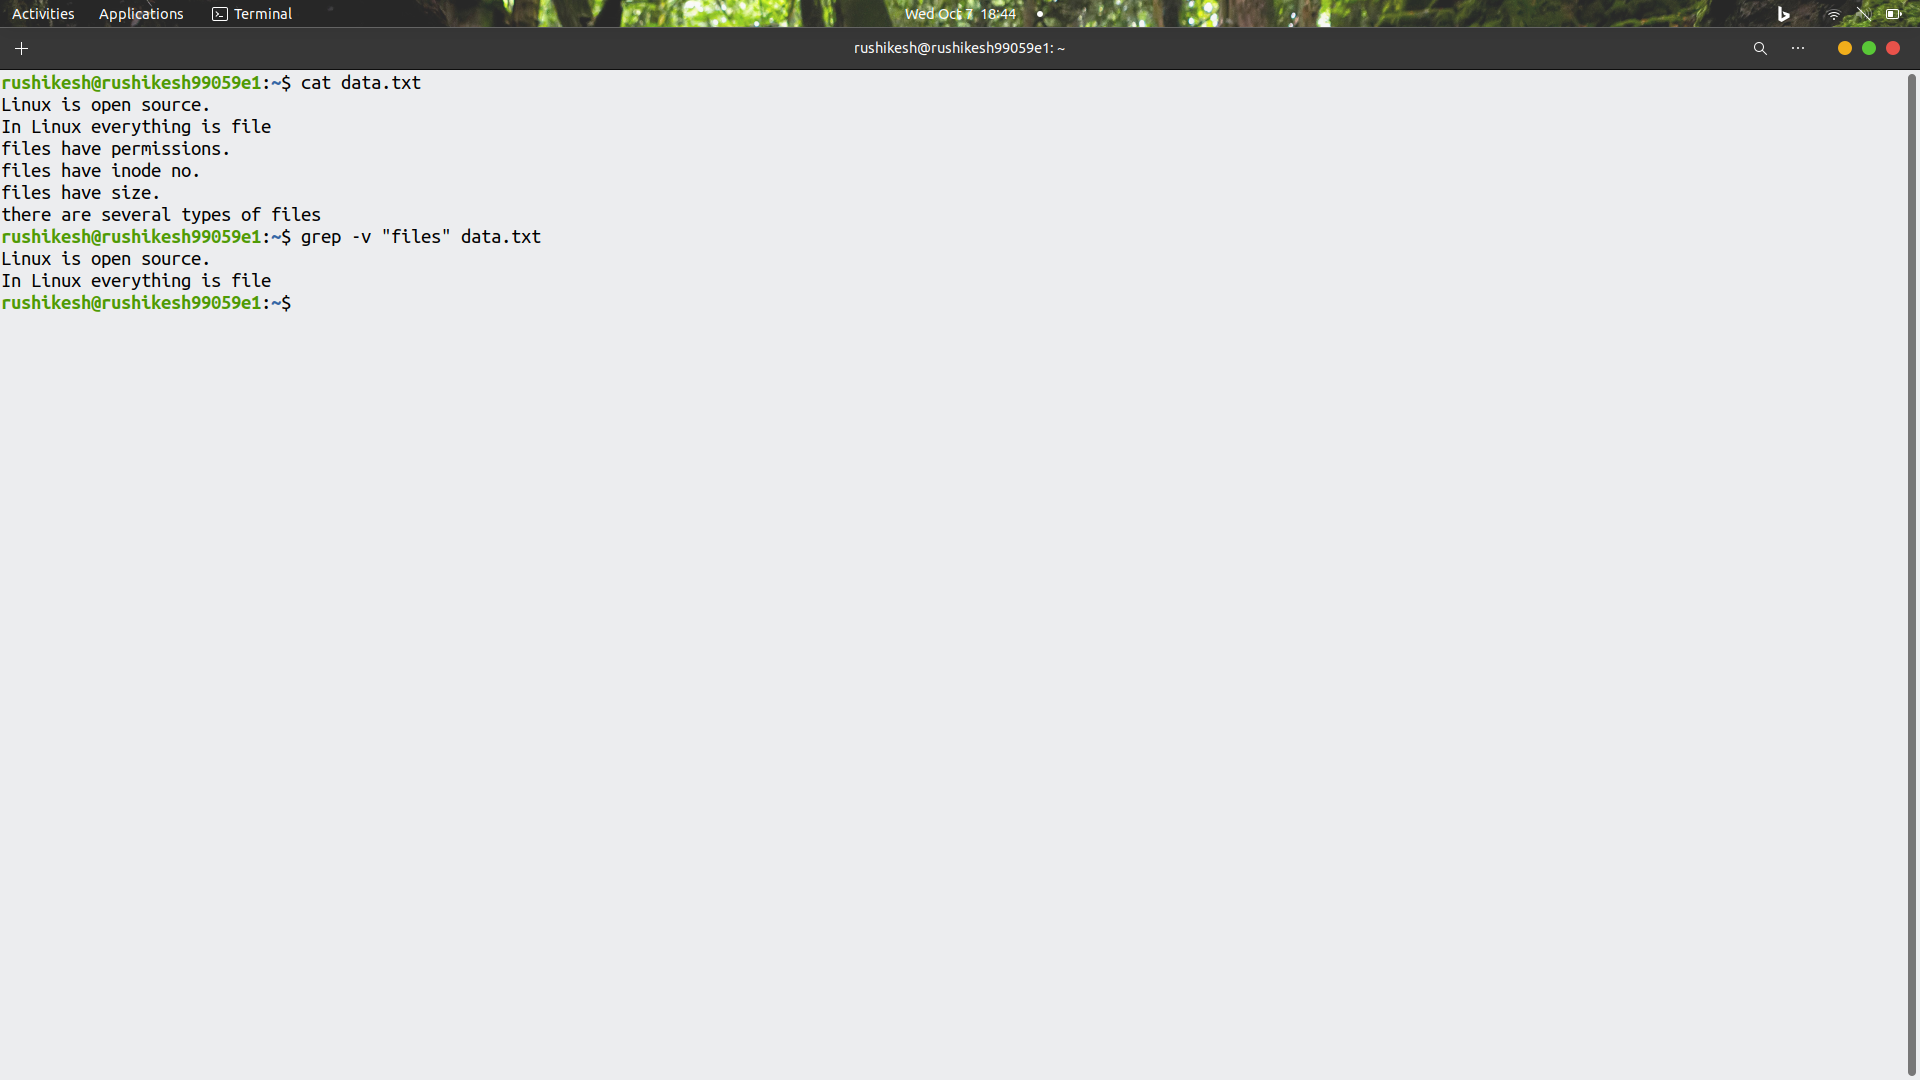 Activities Applications Terminal Wed Oct 7 18:44
rushikesh@rushikesh99059e1: ~
rushikesh@rushikesh99059e1:~$ cat data.txt
Linux is open source.
In Linux everything is file
files have permissions.
files have inode no.
files have size.
there are several types of files
rushikesh@rushikesh99059e1:~$ grep -v "files" data.txt
Linux is open source.
In Linux everything is file
rushikesh@rushikesh99059e1:~$